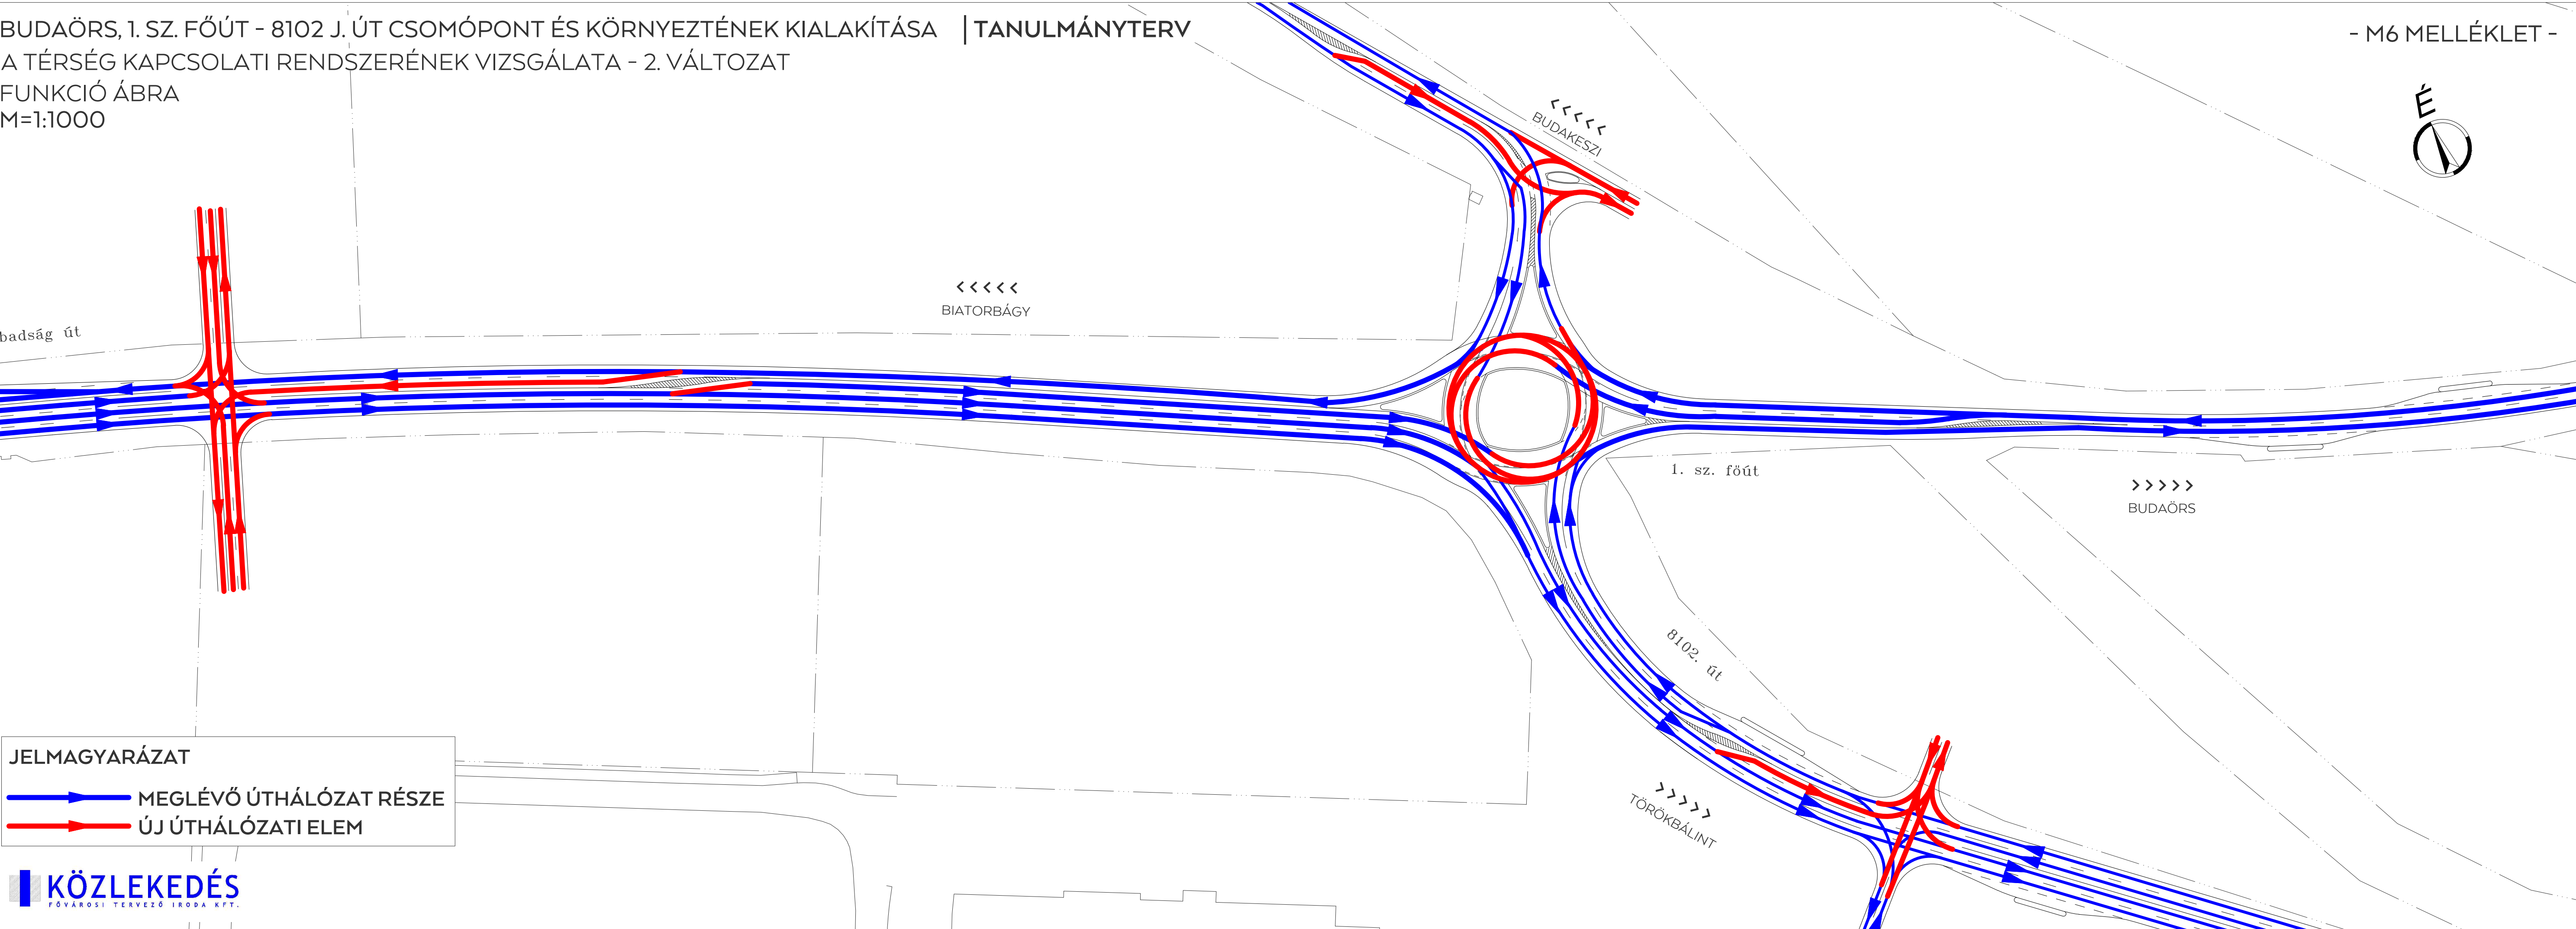 BUDAÖRS, 1. SZ. FŐÚT - 8102 J. ÚT CSOMÓPONT ÉS KÖRNYEZTÉNEK KIALAKÍTÁSA | TANULMÁNYTERV
- M6 MELLÉKLET -
A TÉRSÉG KAPCSOLATI RENDSZERÉNEK VIZSGÁLATA - 2. VÁLTOZAT
FUNKCIÓ ÁBRA
M=1:1000
É
<<<<<
BUDAKESZI
<<<<<
BIATORBÁGY
badság út
1. sz. főút
>>>>>
BUDAÖRS
8102. út
>>>>>
TÖRÖKBÁLINT
JELMAGYARÁZAT
MEGLÉVŐ ÚTHÁLÓZAT RÉSZE
ÚJ ÚTHÁLÓZATI ELEM
KÖZLEKEDÉS
FŐVÁROSI TERVEZŐ IRODA KFT.